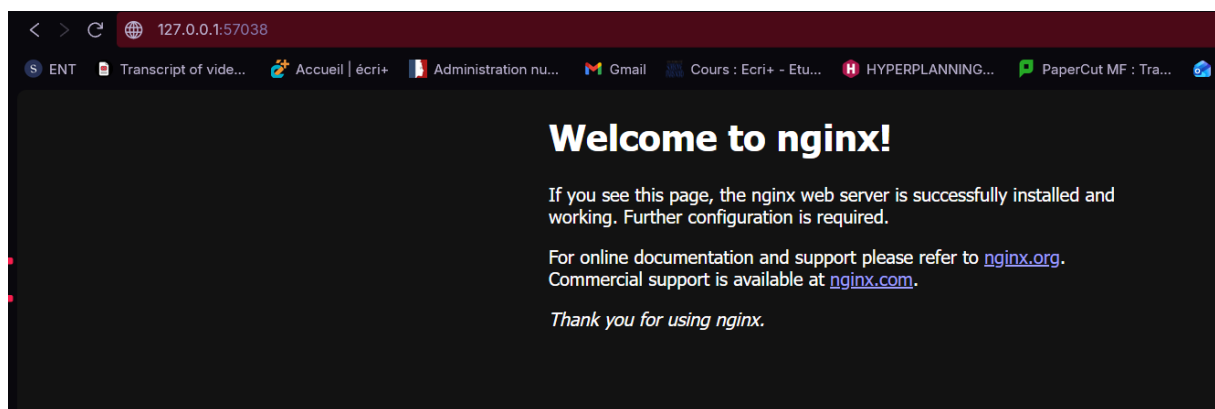 127.0.0.1:57038
S ENT Transcript of vide... Accueil | écri+ Administration nu... Gmail Cours : Ecri+ - Etu... H HYPERPLANNING... PaperCut MF : Tra...
Welcome to nginx!
If you see this page, the nginx web server is successfully installed and
working. Further configuration is required.
For online documentation and support please refer to nginx.org.
Commercial support is available at nginx.com.
Thank you for using nginx.